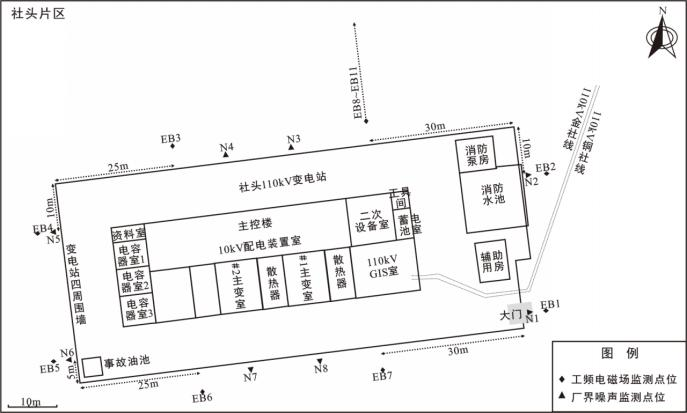 社头片区
N
EB8~EB11
110kV金社线
110kV铜社线
30m
EB3
N4
N3
25m
消防
泵房
10m
EB2
N2
社头110kV变电站
10m
消防
水池
工具
间
EB4
N5
资料室
主控楼
二次
设备室
蓄电
池室
10kV配电装置室
变电站四周围墙
电容
器室1
电容
器室2
电容
器室3
#2主变室
散热器
#1主变室
散热器
110kV
GIS室
辅助
用房
大门
N1
EB1
N6
EB5
5m
事故油池
25m
N7
N8
EB7
30m
EB6
10m
图 例
工频电磁场监测点位
厂界噪声监测点位